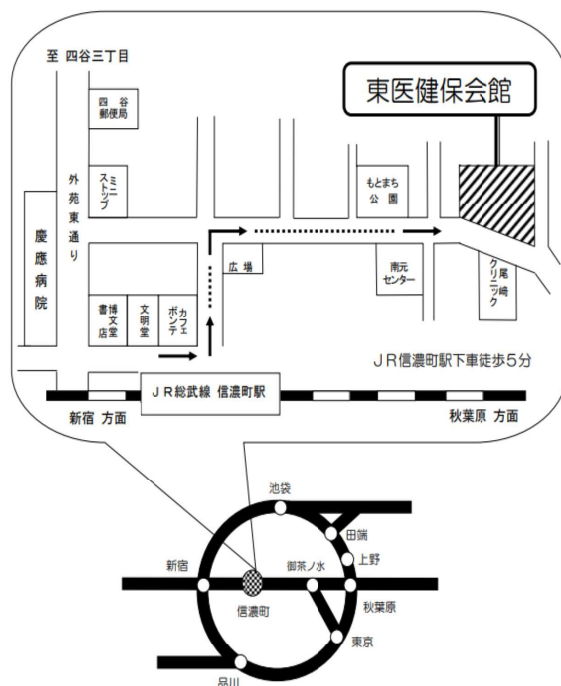 至 四谷三丁目
四谷
郵便局
東医健保会館
ミニ
ストップ
外苑東通り
慶應病院
もとまち
公園
広場
南元
センター
尾崎
クリニック
博文堂
書店
文明堂
カフェ
ボンテ
JR信濃町駅下車徒歩5分
JR総武線 信濃町駅
新宿 方面
秋葉原 方面
池袋
田端
上野
新宿
御茶ノ水
信濃町
秋葉原
東京
品川